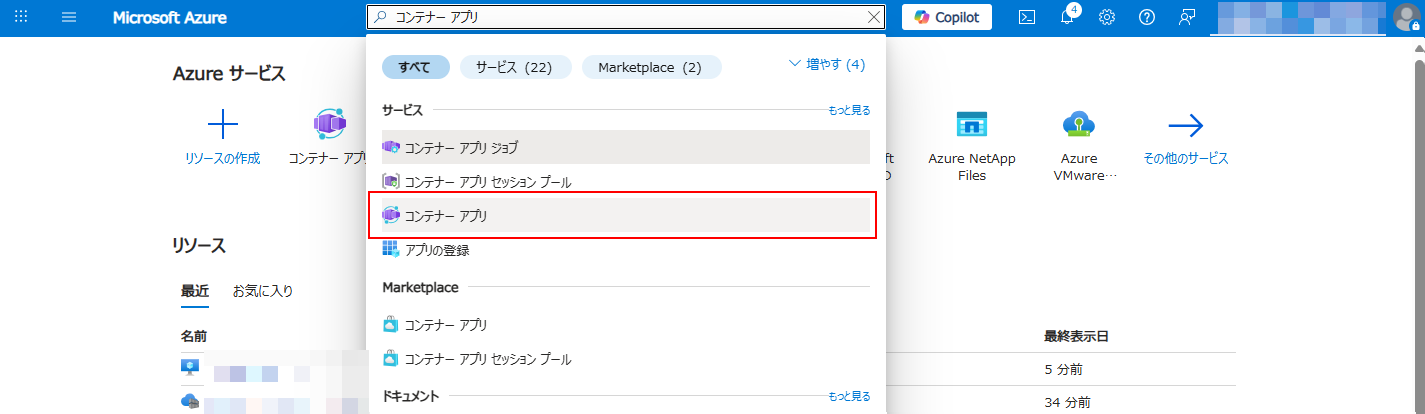 Microsoft Azure
コンテナー アプリ
Copilot
4
Azure サービス
すべて
サービス (22)
Marketplace (2)
増やす (4)
サービス
もっと見る
リソースの作成
コンテナー アプリ
コンテナー アプリ ジョブ
コンテナー アプリ セッション プール
コンテナー アプリ
アプリの登録
Azure NetApp
Files
Azure
VMware…
その他のサービス
リソース
最近
お気に入り
Marketplace
コンテナー アプリ
コンテナー アプリ セッション プール
名前
最終表示日
5 分前
ドキュメント
もっと見る
34 分前